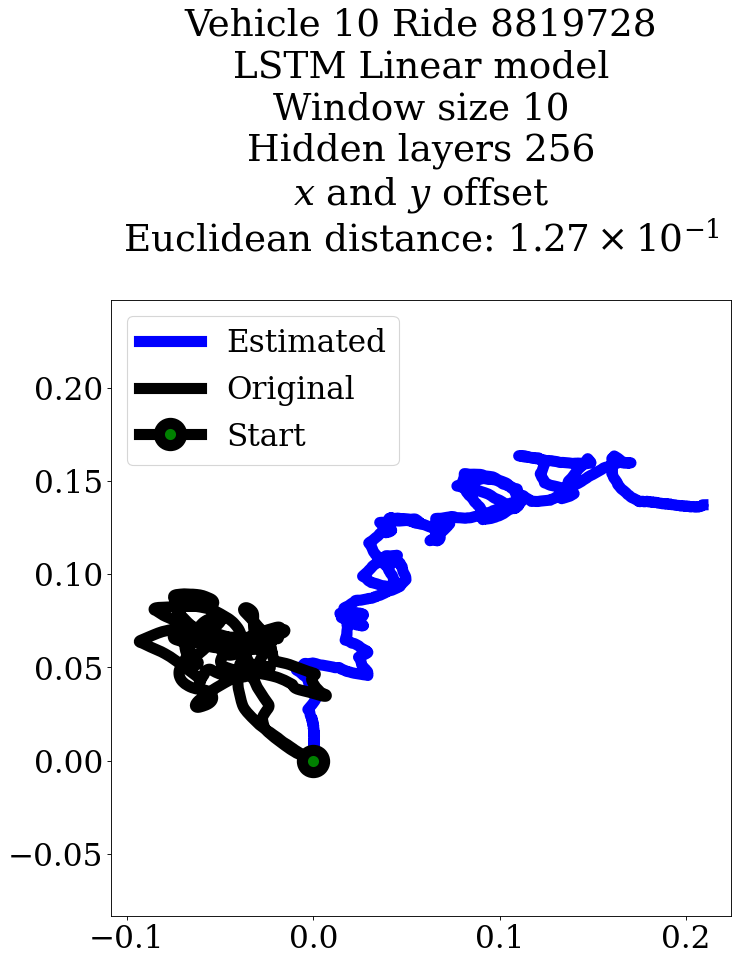 Vehicle 10 Ride 8819728
LSTM Linear model
Window size 10
Hidden layers 256
x and y offset
Euclidean distance: 1.27 × 10⁻¹
Estimated
Original
Start
0.20
0.15
0.10
0.05
0.00
−0.05
−0.1 0.0 0.1 0.2